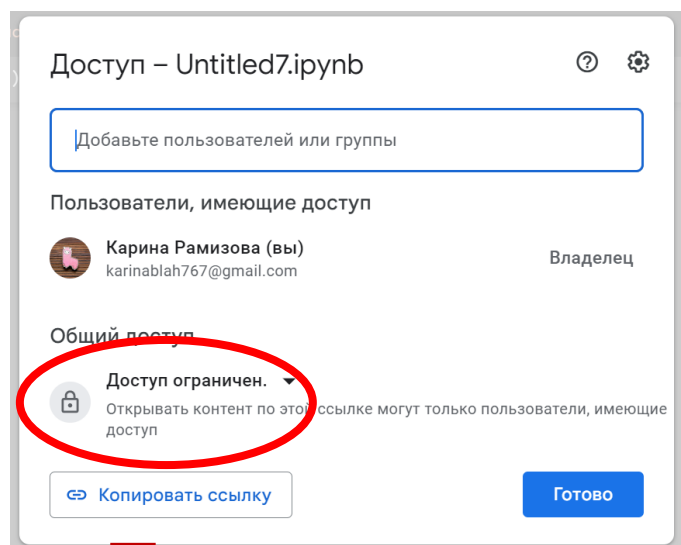 Доступ – Untitled7.ipynb
Добавьте пользователей или группы
Пользователи, имеющие доступ
Карина Рамизова (вы)
karinablah767@gmail.com
Владелец
Общий доступ
Доступ ограничен.
Открывать контент по этой ссылке могут только пользователи, имеющие
доступ
Копировать ссылку
Готово